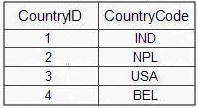 CountryID CountryCode
1 IND
2 NPL
3 USA
4 BEL